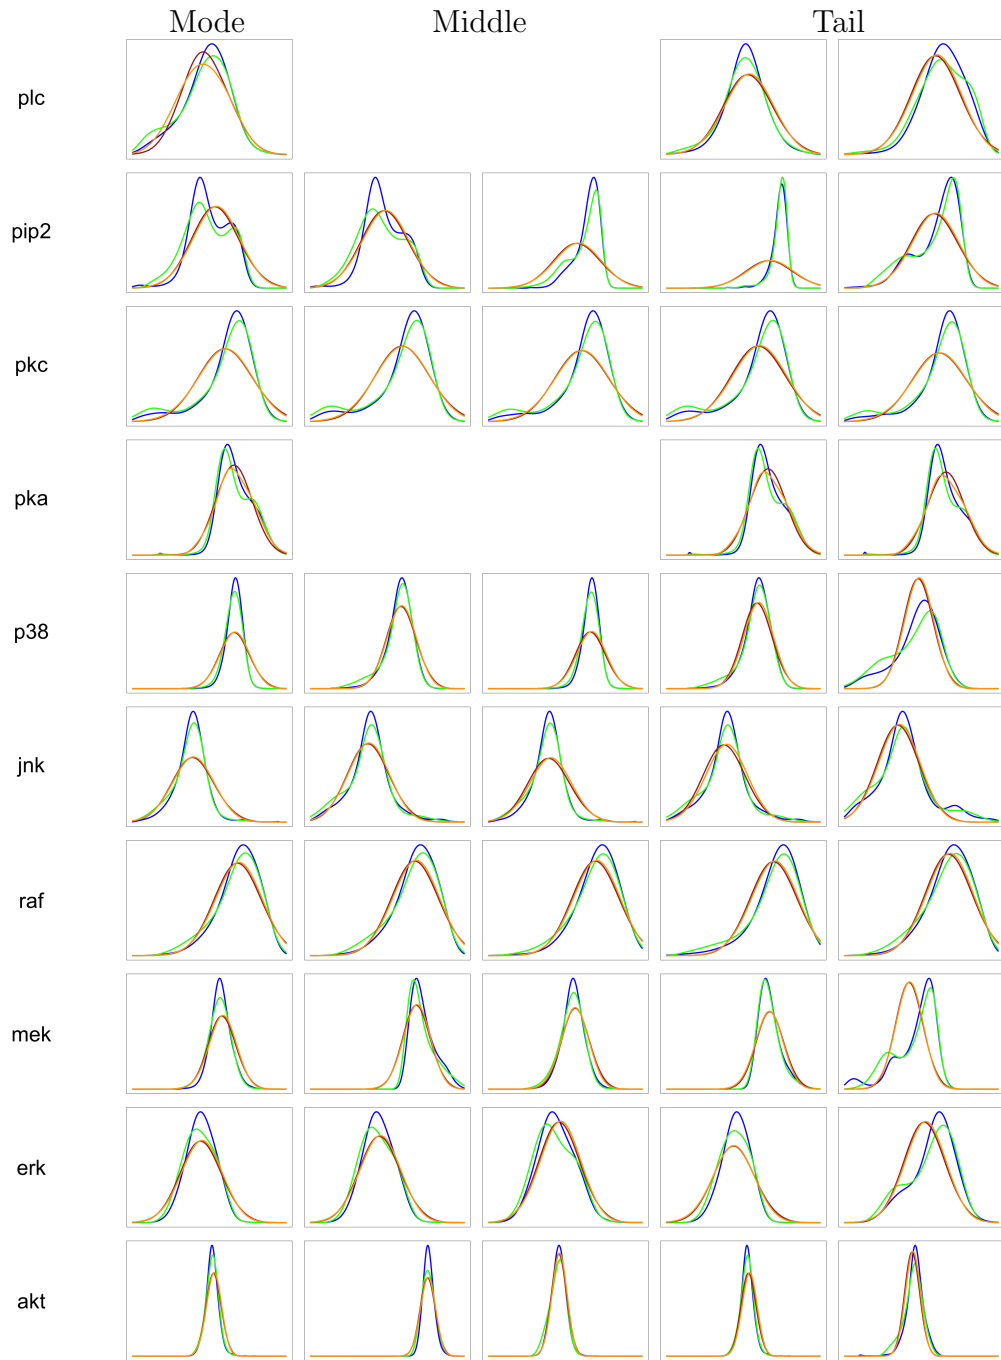 Mode Middle Tail
plc
pip2
pkc
pka
p38
jnk
raf
mek
erk
akt